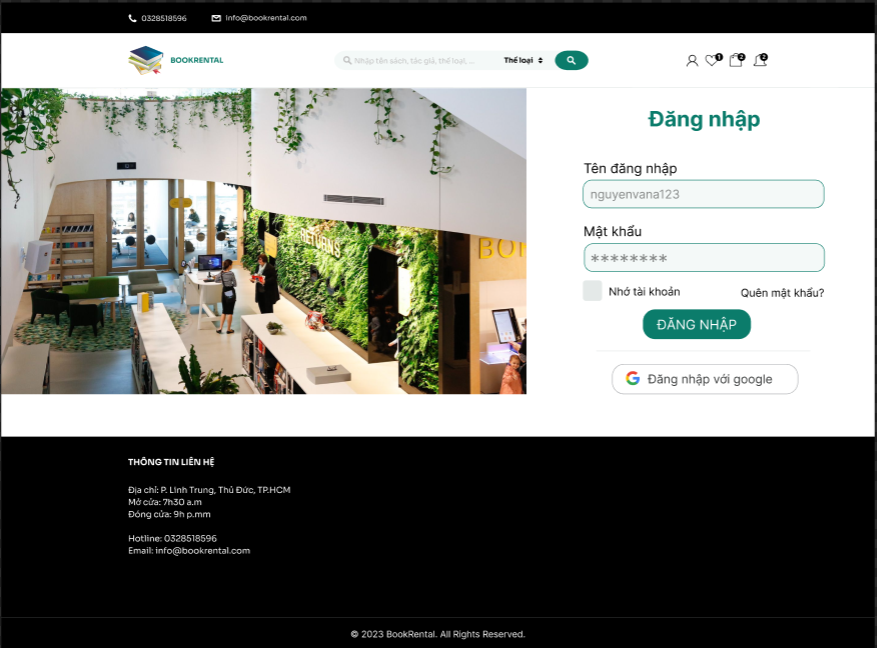 0328518596
info@bookrental.com
BOOKRENTAL
Nhập tên sách, tác giả, thể loại, ...
Thể loại
1
2
2
RETURNS
BOR
Đăng nhập
Tên đăng nhập
nguyenvana123
Mật khẩu
********
Nhớ tài khoản
Quên mật khẩu?
ĐĂNG NHẬP
Đăng nhập với google
THÔNG TIN LIÊN HỆ
Địa chỉ: P. Linh Trung, Thủ Đức, TP.HCM
Mở cửa: 7h30 a.m
Đóng cửa: 9h p.mm
Hotline: 0328518596
Email: info@bookrental.com
© 2023 BookRental. All Rights Reserved.